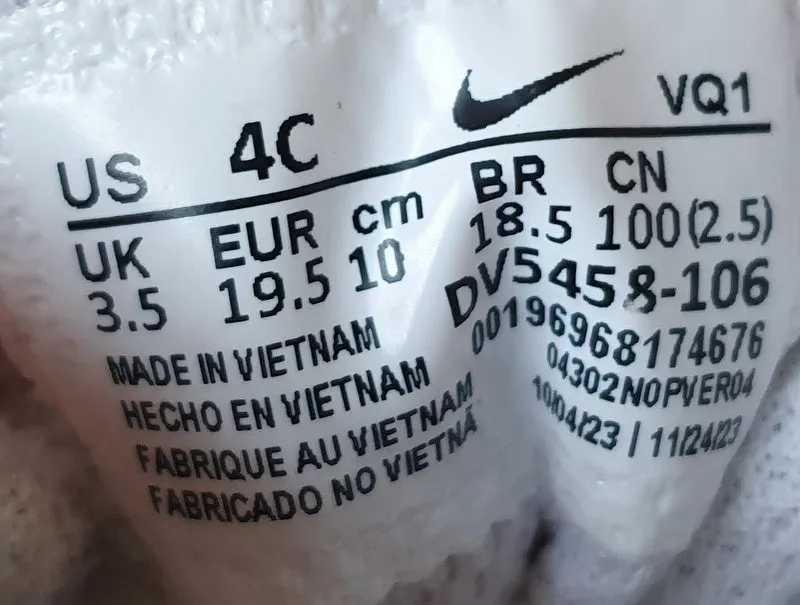 US 4C VQ1
UK EUR cm BR CN
3.5 19.5 10 18.5 100(2.5)
MADE IN VIETNAM
HECHO EN VIETNAM
FABRIQUE AU VIETNAM
FABRICADO NO VIETNÃ
DV5458-106
00196968174676
04302N0PVER04
10/04/23 | 11/24/23